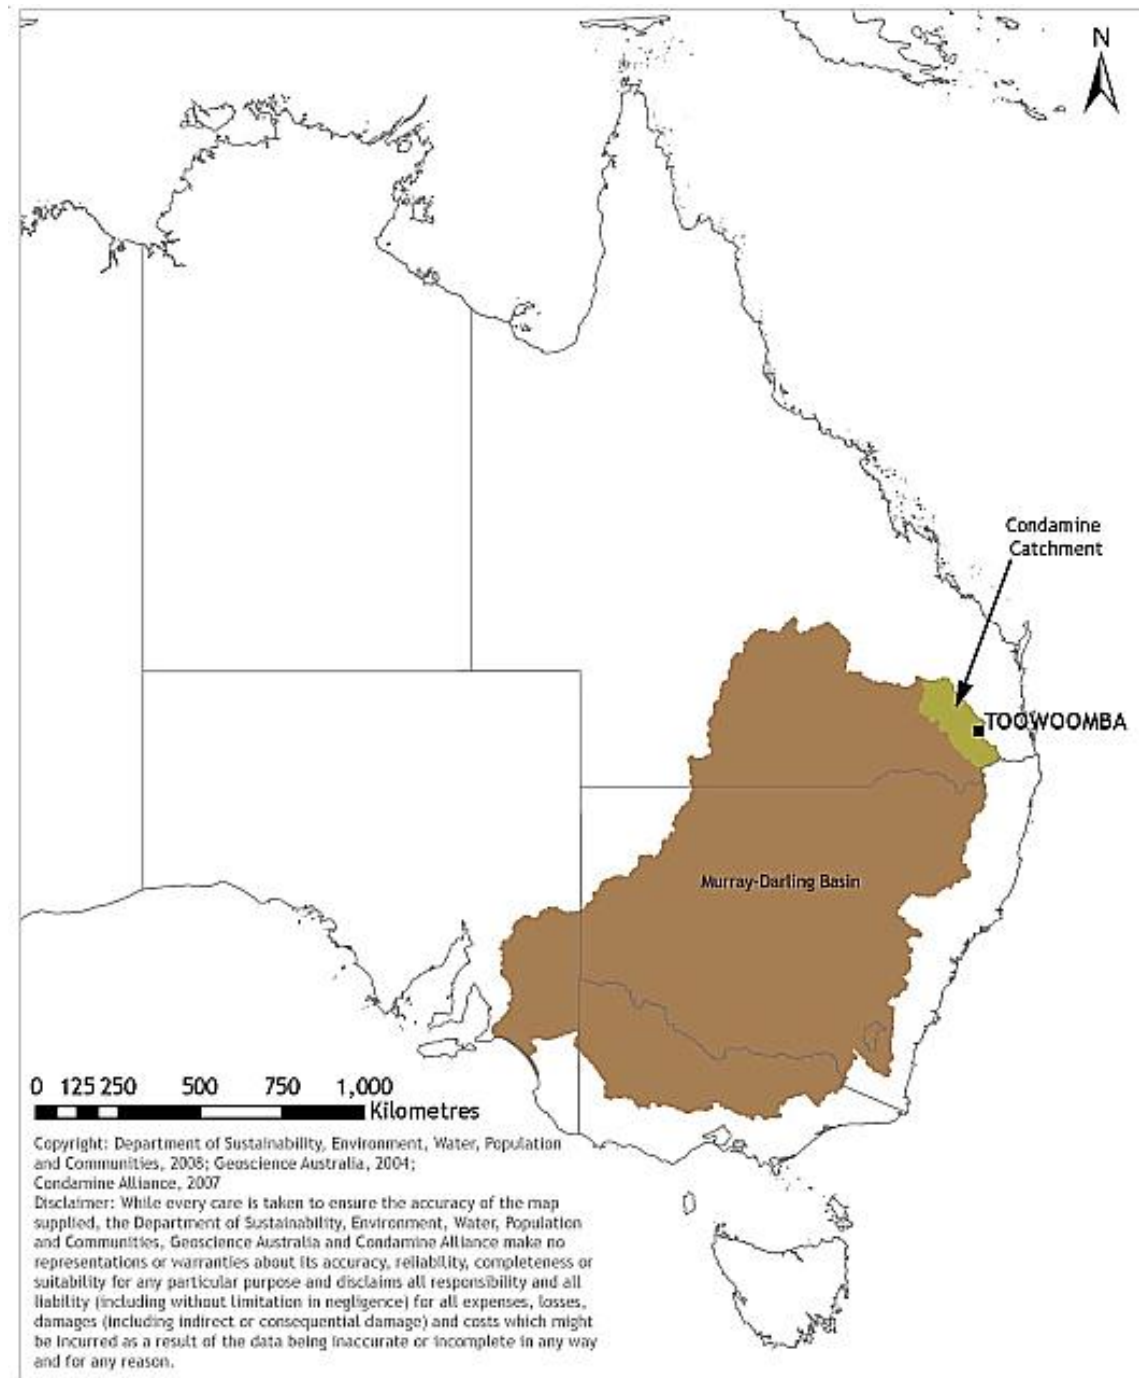 N
Condamine
Catchment
TOOWOOMBA
Murray-Darling Basin
0 125 250 500 750 1,000
Kilometres
Copyright: Department of Sustainability, Environment, Water, Population
and Communities, 2008; Geoscience Australia, 2004;
Condamine Alliance, 2007
Disclaimer: While every care is taken to ensure the accuracy of the map
supplied, the Department of Sustainability, Environment, Water, Population
and Communities, Geoscience Australia and Condamine Alliance make no
representations or warranties about its accuracy, reliability, completeness or
suitability for any particular purpose and disclaims all responsibility and all
liability (including without limitation in negligence) for all expenses, losses,
damages (including indirect or consequential damage) and costs which might
be incurred as a result of the data being inaccurate or incomplete in any way
and for any reason.